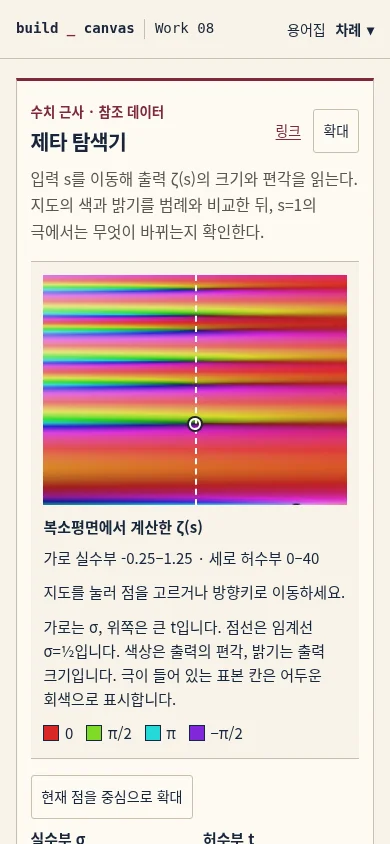 build _ canvas Work 08 용어집 차례 ▾
수치 근사 · 참조 데이터
제타 탐색기
링크
확대
입력 s를 이동해 출력 ζ(s)의 크기와 편각을 읽는다.
지도의 색과 밝기를 범례와 비교한 뒤, s=1의
극에서는 무엇이 바뀌는지 확인한다.
복소평면에서 계산한 ζ(s)
가로 실수부 -0.25–1.25 · 세로 허수부 0–40
지도를 눌러 점을 고르거나 방향키로 이동하세요.
가로는 σ, 위쪽은 큰 t입니다. 점선은 임계선
σ=½입니다. 색상은 출력의 편각, 밝기는 출력
크기입니다. 극이 들어 있는 표본 칸은 어두운
회색으로 표시합니다.
0 π/2 π −π/2
현재 점을 중심으로 확대
실수부 σ 허수부 t